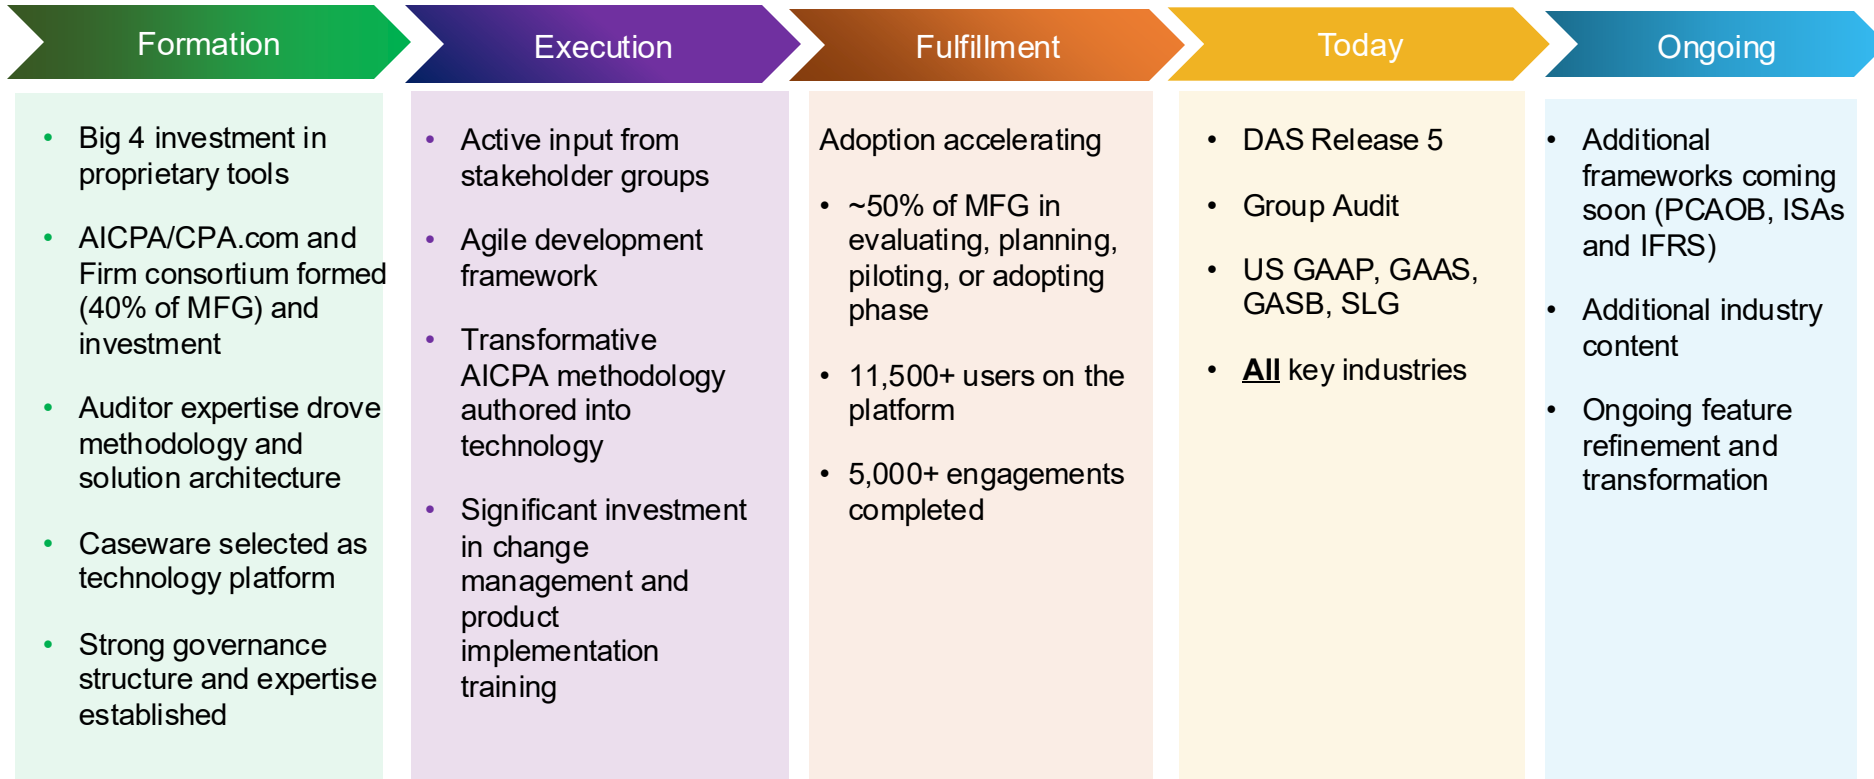 Formation
Big 4 investment in
proprietary tools
AICPA/CPA.com and
Firm consortium formed
(40% of MFG) and
investment
Auditor expertise drove
methodology and
solution architecture
Caseware selected as
technology platform
Strong governance
structure and expertise
established
Execution
Active input from
stakeholder groups
Agile development
framework
Transformative
AICPA methodology
authored into
technology
Significant investment
in change
management and
product
implementation
training
Fulfillment
Adoption accelerating
~50% of MFG in
evaluating, planning,
piloting, or adopting
phase
11,500+ users on the
platform
5,000+ engagements
completed
Today
DAS Release 5
Group Audit
US GAAP, GAAS,
GASB, SLG
All key industries
Ongoing
Additional
frameworks coming
soon (PCAOB, ISAs
and IFRS)
Additional industry
content
Ongoing feature
refinement and
transformation